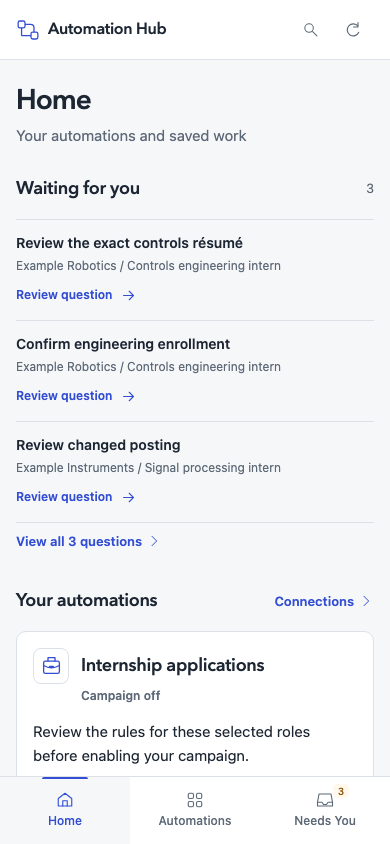 Automation Hub
Home
Your automations and saved work
Waiting for you
3
Review the exact controls résumé
Example Robotics / Controls engineering intern
Review question
Confirm engineering enrollment
Example Robotics / Controls engineering intern
Review question
Review changed posting
Example Instruments / Signal processing intern
Review question
View all 3 questions
Your automations
Connections
Internship applications
Campaign off
Review the rules for these selected roles
before enabling your campaign.
3
Home
Automations
Needs You